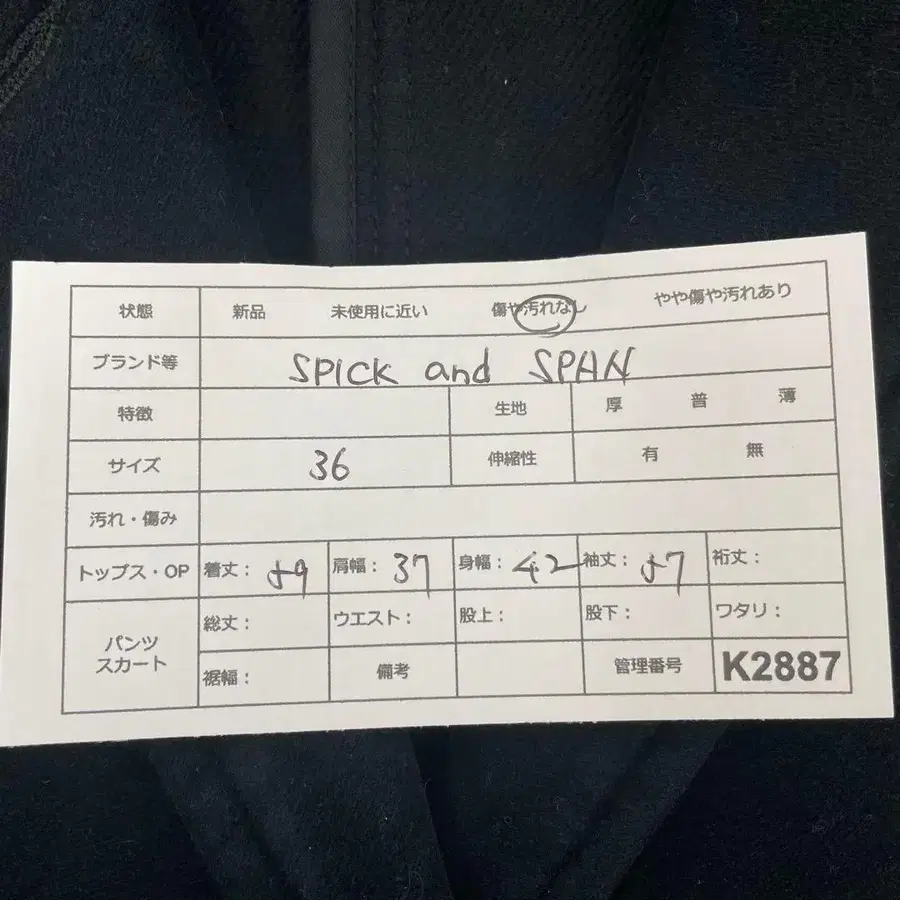 状態 新品 未使用に近い 傷や汚れなし やや傷や汚れあり
ブランド等 SPICK and SPAN
特徴 生地 厚 普 薄
サイズ 36 伸縮性 有 無
汚れ・傷み
トップス・OP 着丈： 59 肩幅： 37 身幅： 42 袖丈： 57 裄丈：
パンツ
スカート
総丈： ウエスト： 股上： 股下： ワタリ：
裾幅： 備考 管理番号 K2887